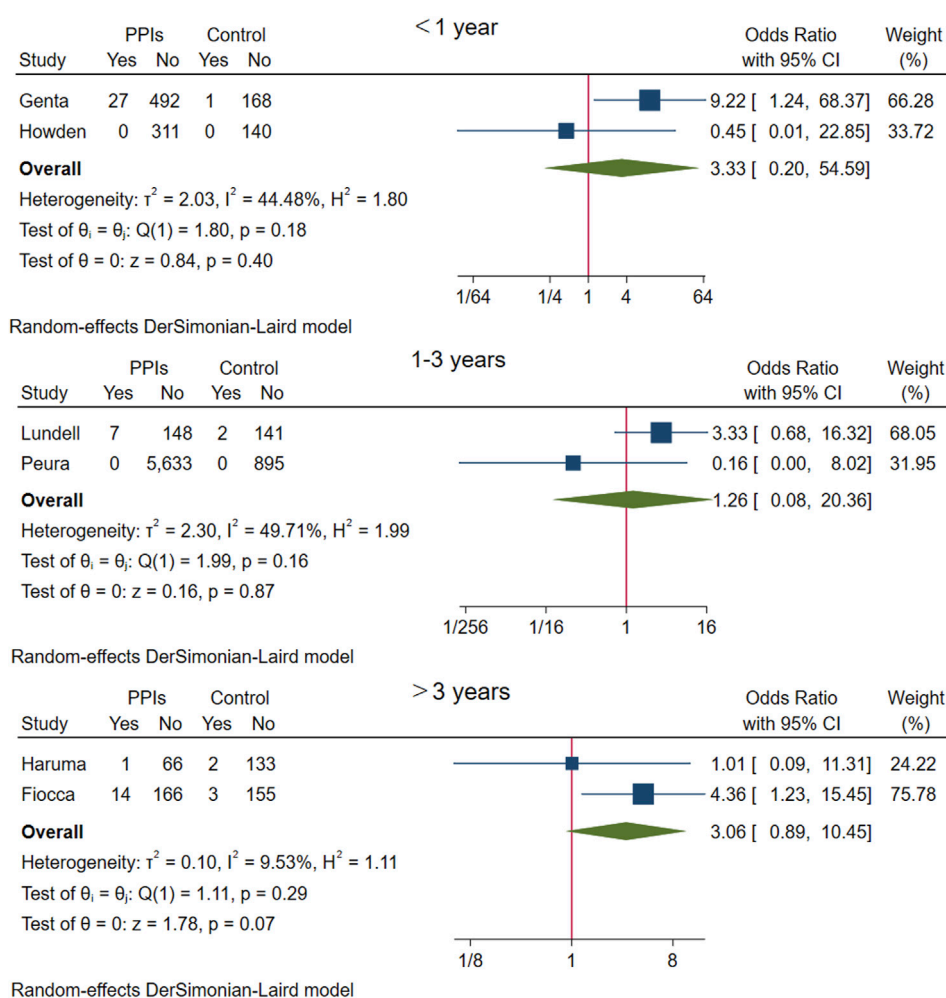 < 1 year
PPIs Control Odds Ratio Weight
Study Yes No Yes No with 95% CI (%)
Genta 27 492 1 168 9.22 [ 1.24, 68.37] 66.28
Howden 0 311 0 140 0.45 [ 0.01, 22.85] 33.72
Overall 3.33 [ 0.20, 54.59]
Heterogeneity: τ² = 2.03, I² = 44.48%, H² = 1.80
Test of θᵢ = θⱼ: Q(1) = 1.80, p = 0.18
Test of θ = 0: z = 0.84, p = 0.40
1/64 1/4 1 4 64
Random-effects DerSimonian-Laird model
1-3 years
PPIs Control Odds Ratio Weight
Study Yes No Yes No with 95% CI (%)
Lundell 7 148 2 141 3.33 [ 0.68, 16.32] 68.05
Peura 0 5,633 0 895 0.16 [ 0.00, 8.02] 31.95
Overall 1.26 [ 0.08, 20.36]
Heterogeneity: τ² = 2.30, I² = 49.71%, H² = 1.99
Test of θᵢ = θⱼ: Q(1) = 1.99, p = 0.16
Test of θ = 0: z = 0.16, p = 0.87
1/256 1/16 1 16
Random-effects DerSimonian-Laird model
> 3 years
PPIs Control Odds Ratio Weight
Study Yes No Yes No with 95% CI (%)
Haruma 1 66 2 133 1.01 [ 0.09, 11.31] 24.22
Fiocca 14 166 3 155 4.36 [ 1.23, 15.45] 75.78
Overall 3.06 [ 0.89, 10.45]
Heterogeneity: τ² = 0.10, I² = 9.53%, H² = 1.11
Test of θᵢ = θⱼ: Q(1) = 1.11, p = 0.29
Test of θ = 0: z = 1.78, p = 0.07
1/8 1 8
Random-effects DerSimonian-Laird model